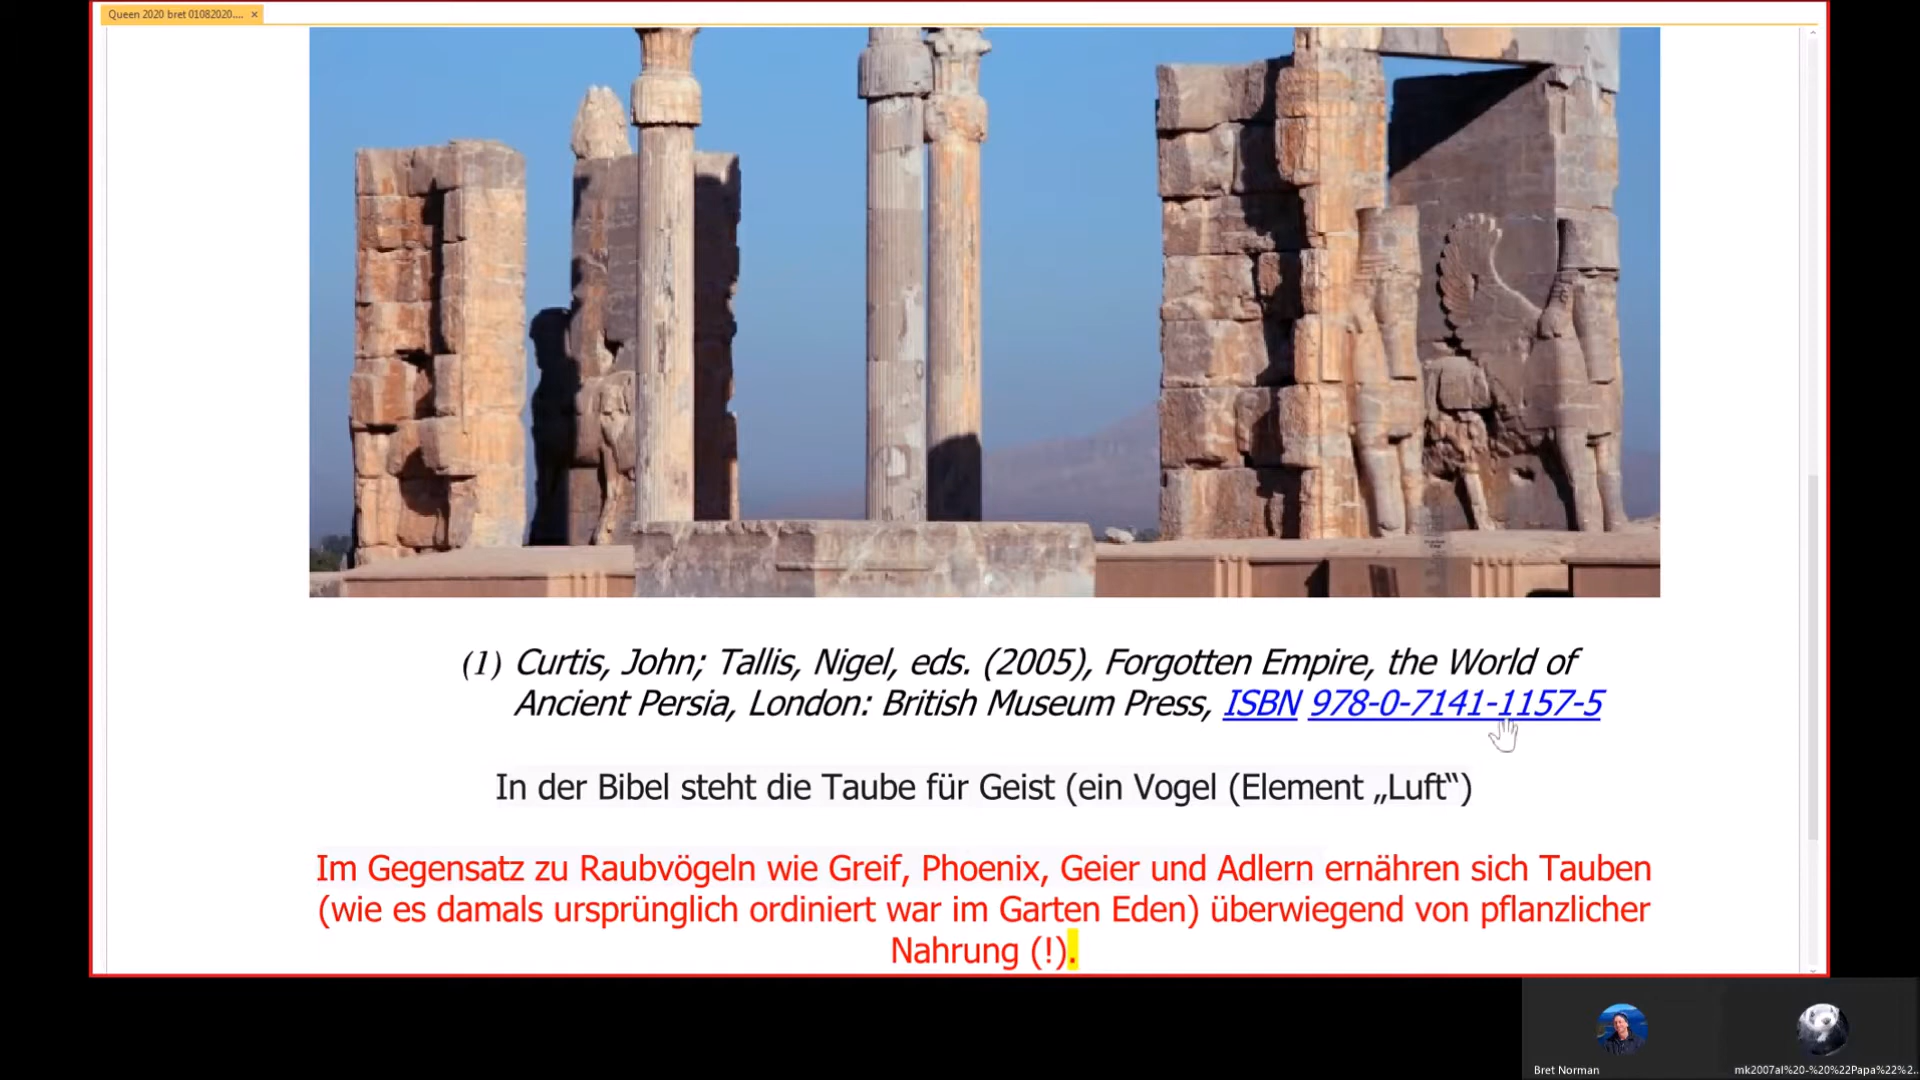 Queen 2020 bret 01082020....
(1) Curtis, John; Tallis, Nigel, eds. (2005), Forgotten Empire, the World of
Ancient Persia, London: British Museum Press, ISBN 978-0-7141-1157-5
In der Bibel steht die Taube für Geist (ein Vogel (Element „Luft“)
Im Gegensatz zu Raubvögeln wie Greif, Phoenix, Geier und Adlern ernähren sich Tauben
(wie es damals ursprünglich ordiniert war im Garten Eden) überwiegend von pflanzlicher
Nahrung (!).
Bret Norman
mk2007al%20-%20%22Papa%22%2...